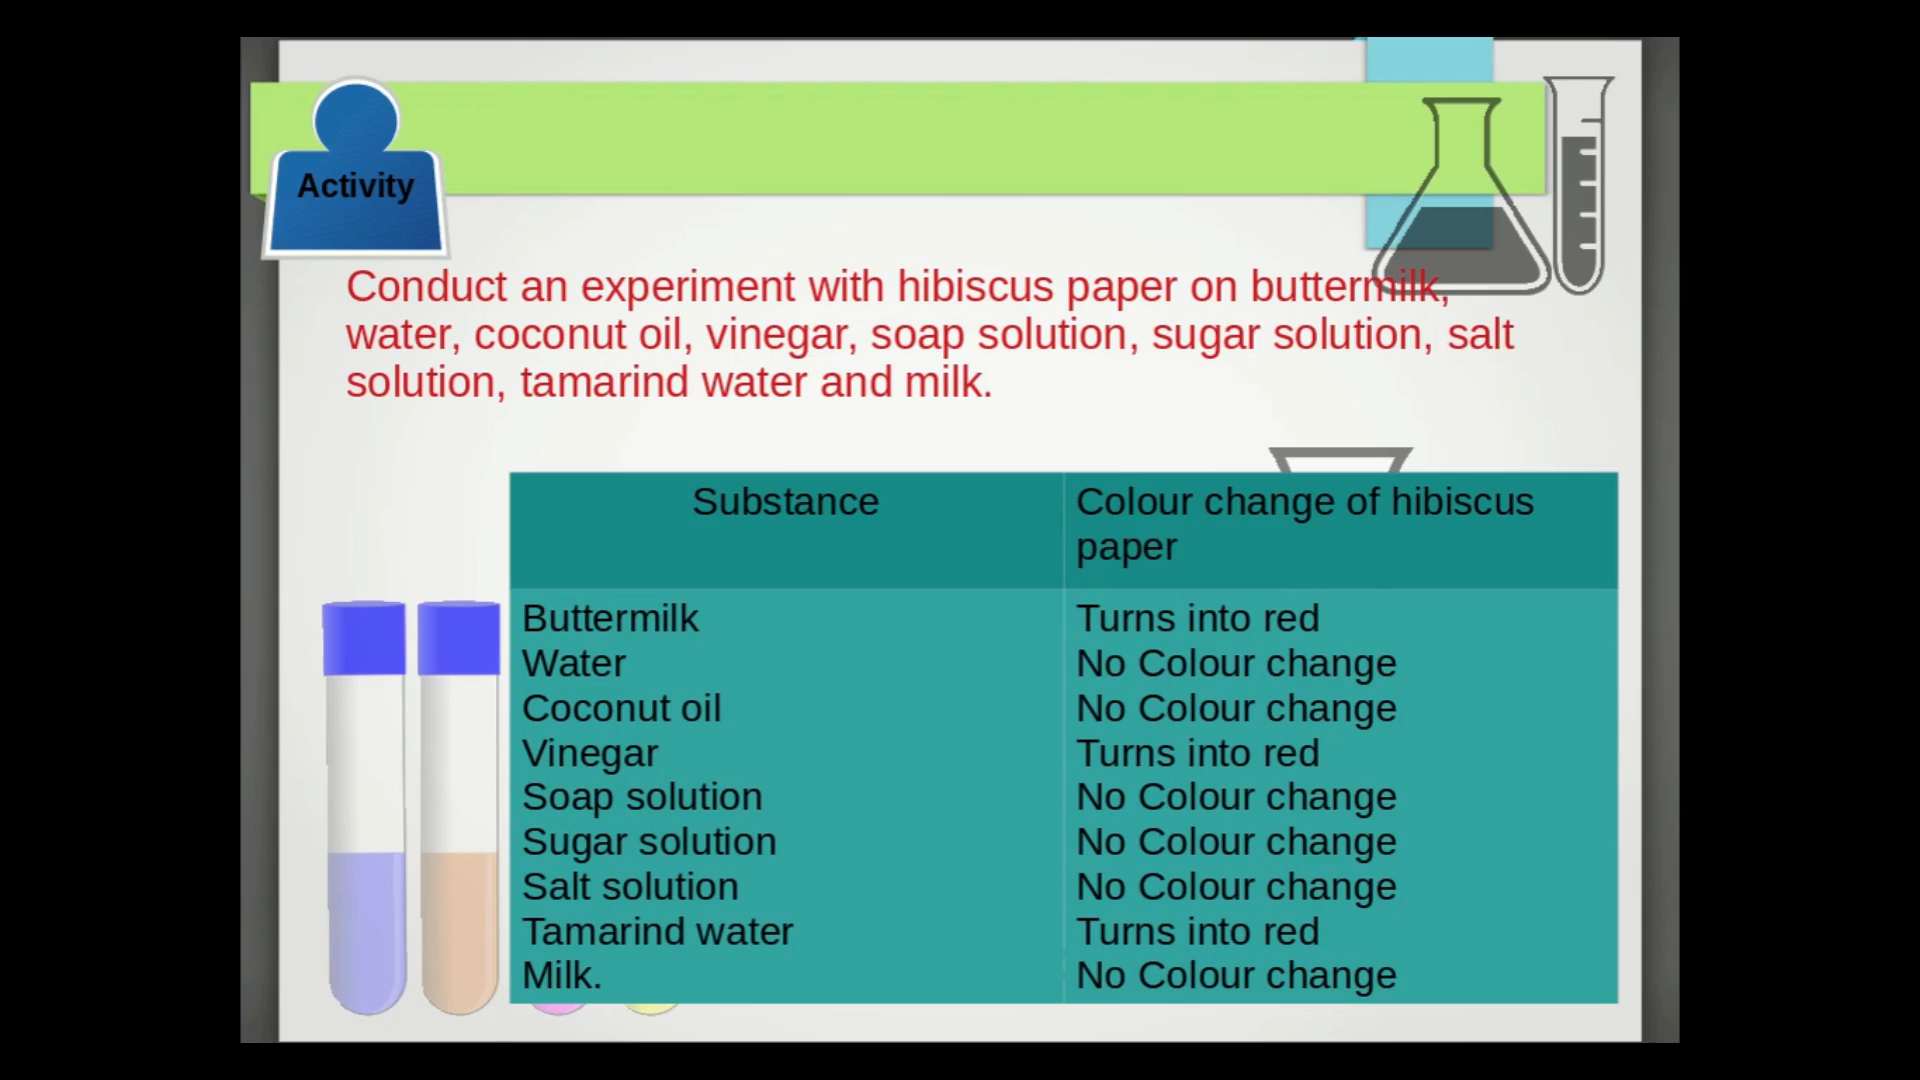 Activity
Conduct an experiment with hibiscus paper on buttermilk,
water, coconut oil, vinegar, soap solution, sugar solution, salt
solution, tamarind water and milk.
Substance
Colour change of hibiscus
paper
Buttermilk Turns into red
Water No Colour change
Coconut oil No Colour change
Vinegar Turns into red
Soap solution No Colour change
Sugar solution No Colour change
Salt solution No Colour change
Tamarind water Turns into red
Milk. No Colour change